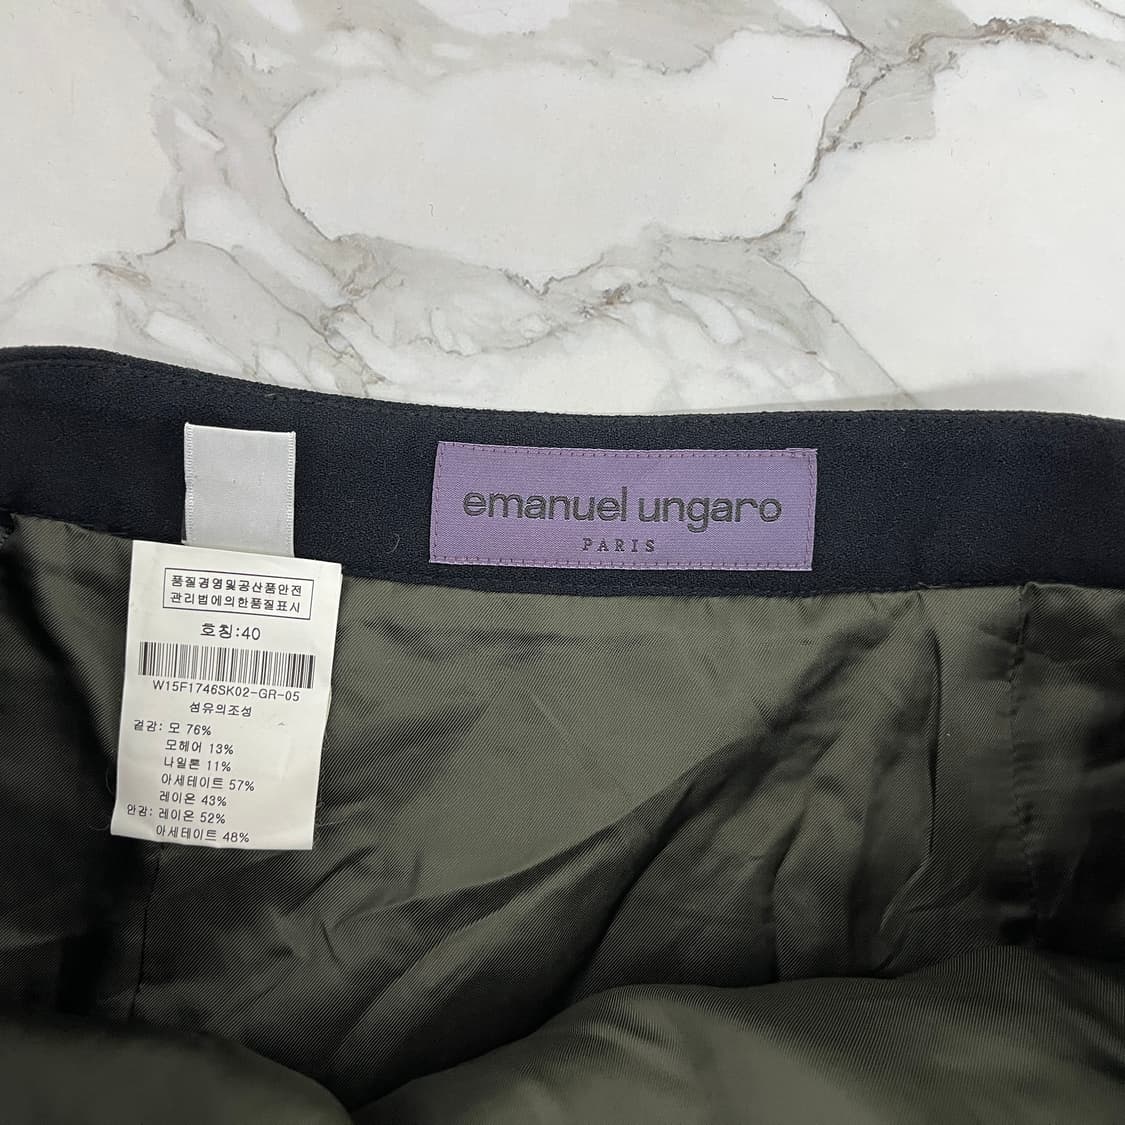 emanuel ungaro
PARIS
품질경영및공산품안전
관리법에의한품질표시
호칭:40
W15F1746SK02-GR-05
섬유의조성
겉감: 모 76%
모헤어 13%
나일론 11%
아세테이트 57%
레이온 43%
안감: 레이온 52%
아세테이트 48%